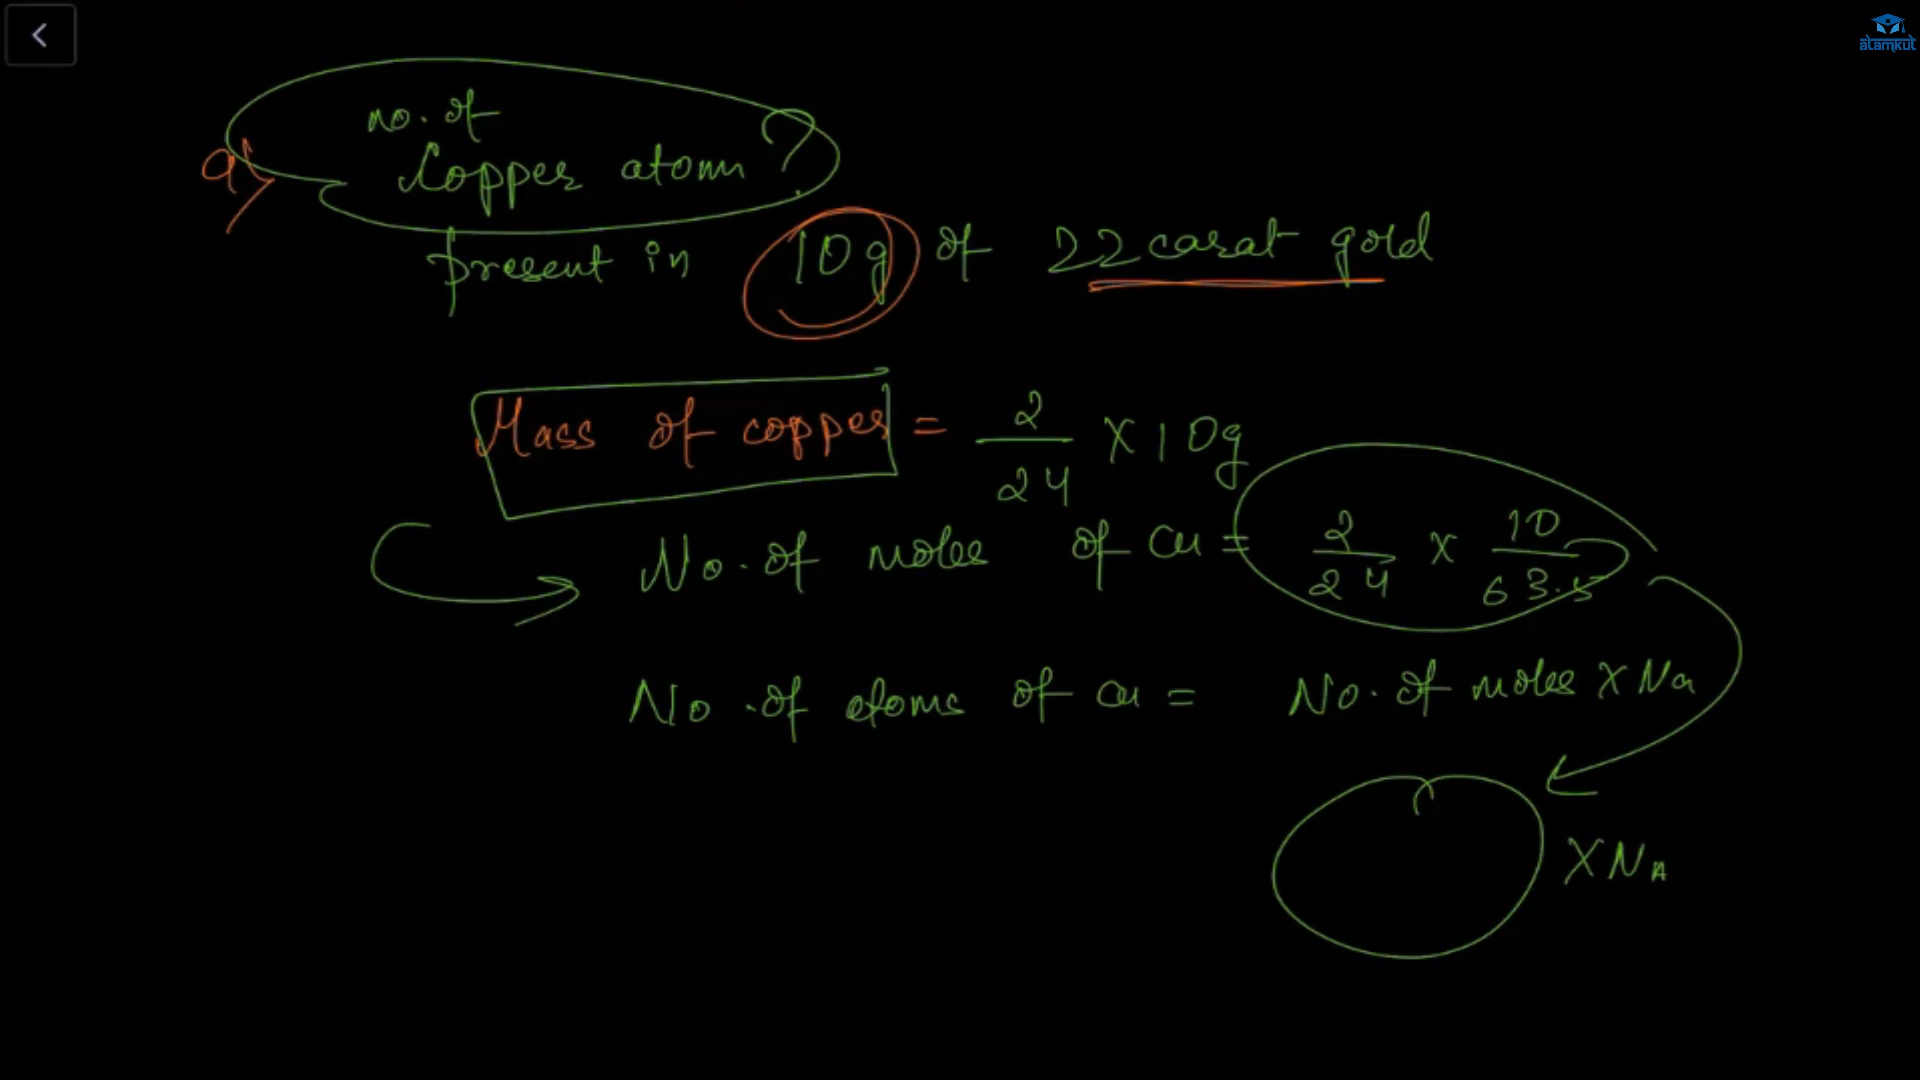 alamkut
no. of
Q) Copper atom ?
present in 10g of 22 carat gold
Mass of copper = 2/24 X 10g
No. of moles of Cu = 2/24 X 10/63.5
No. of atoms of Cu = No. of moles X Na
X NA